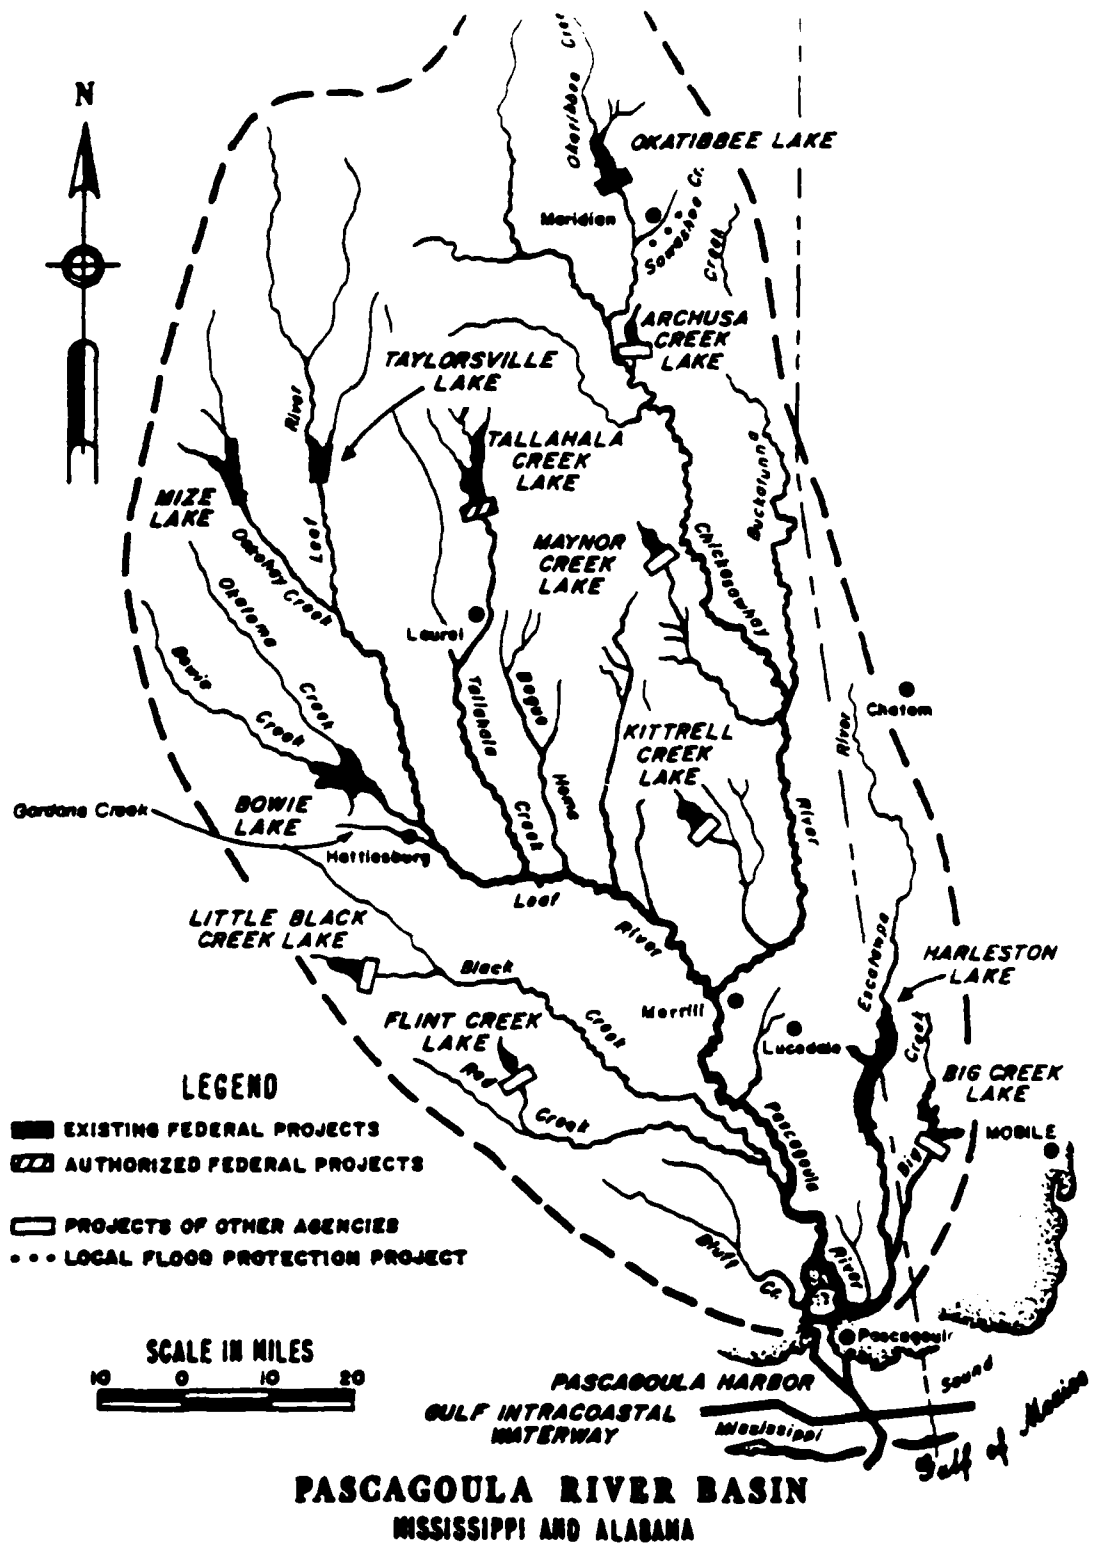 N
Okatibbee
OKATIBBEE LAKE
Meridian
Sowashee Cr.
Creek
ARCHUSA
CREEK
LAKE
TAYLORSVILLE
LAKE
River
TALLAHALA
CREEK
LAKE
Buckatunna
MIZE
LAKE
Leaf
MAYNOR
CREEK
LAKE
Chickasawhay
Oakohay Creek
Okatoma
Creek
Laurel
Bowie
Creek
Tallahala
Creek
Bogue
Homo
Chatom
River
KITTRELL
CREEK
LAKE
River
Gordons Creek
BOWIE
LAKE
Hattiesburg
Leaf
River
LITTLE BLACK
CREEK LAKE
Black
Creek
Escatawpa
HARLESTON
LAKE
Merrill
FLINT CREEK
LAKE
Lucedale
Creek
Red
Creek
BIG CREEK
LAKE
MOBILE
Big
Pascagoula
River
Bluff
Cr.
LEGEND
EXISTING FEDERAL PROJECTS
AUTHORIZED FEDERAL PROJECTS
PROJECTS OF OTHER AGENCIES
LOCAL FLOOD PROTECTION PROJECT
Pascagoula
SCALE IN MILES
10 0 10 20
PASCAGOULA HARBOR
Sound
GULF INTRACOASTAL
WATERWAY
Mississippi
Gulf of Mexico
PASCAGOULA RIVER BASIN
MISSISSIPPI AND ALABAMA